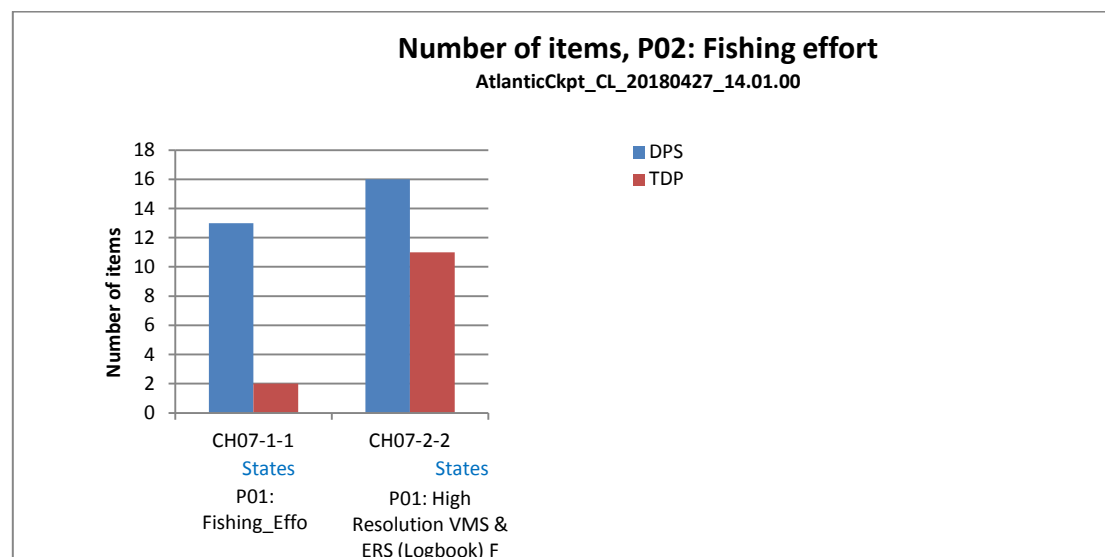 Number of items, P02: Fishing effort
AtlanticCkpt_CL_20180427_14.01.00
18
16
14
12
10
8
6
4
2
0
Number of items
DPS
TDP
CH07-1-1
CH07-2-2
States
States
P01:
Fishing_Effo
P01: High
Resolution VMS &
ERS (Logbook) F